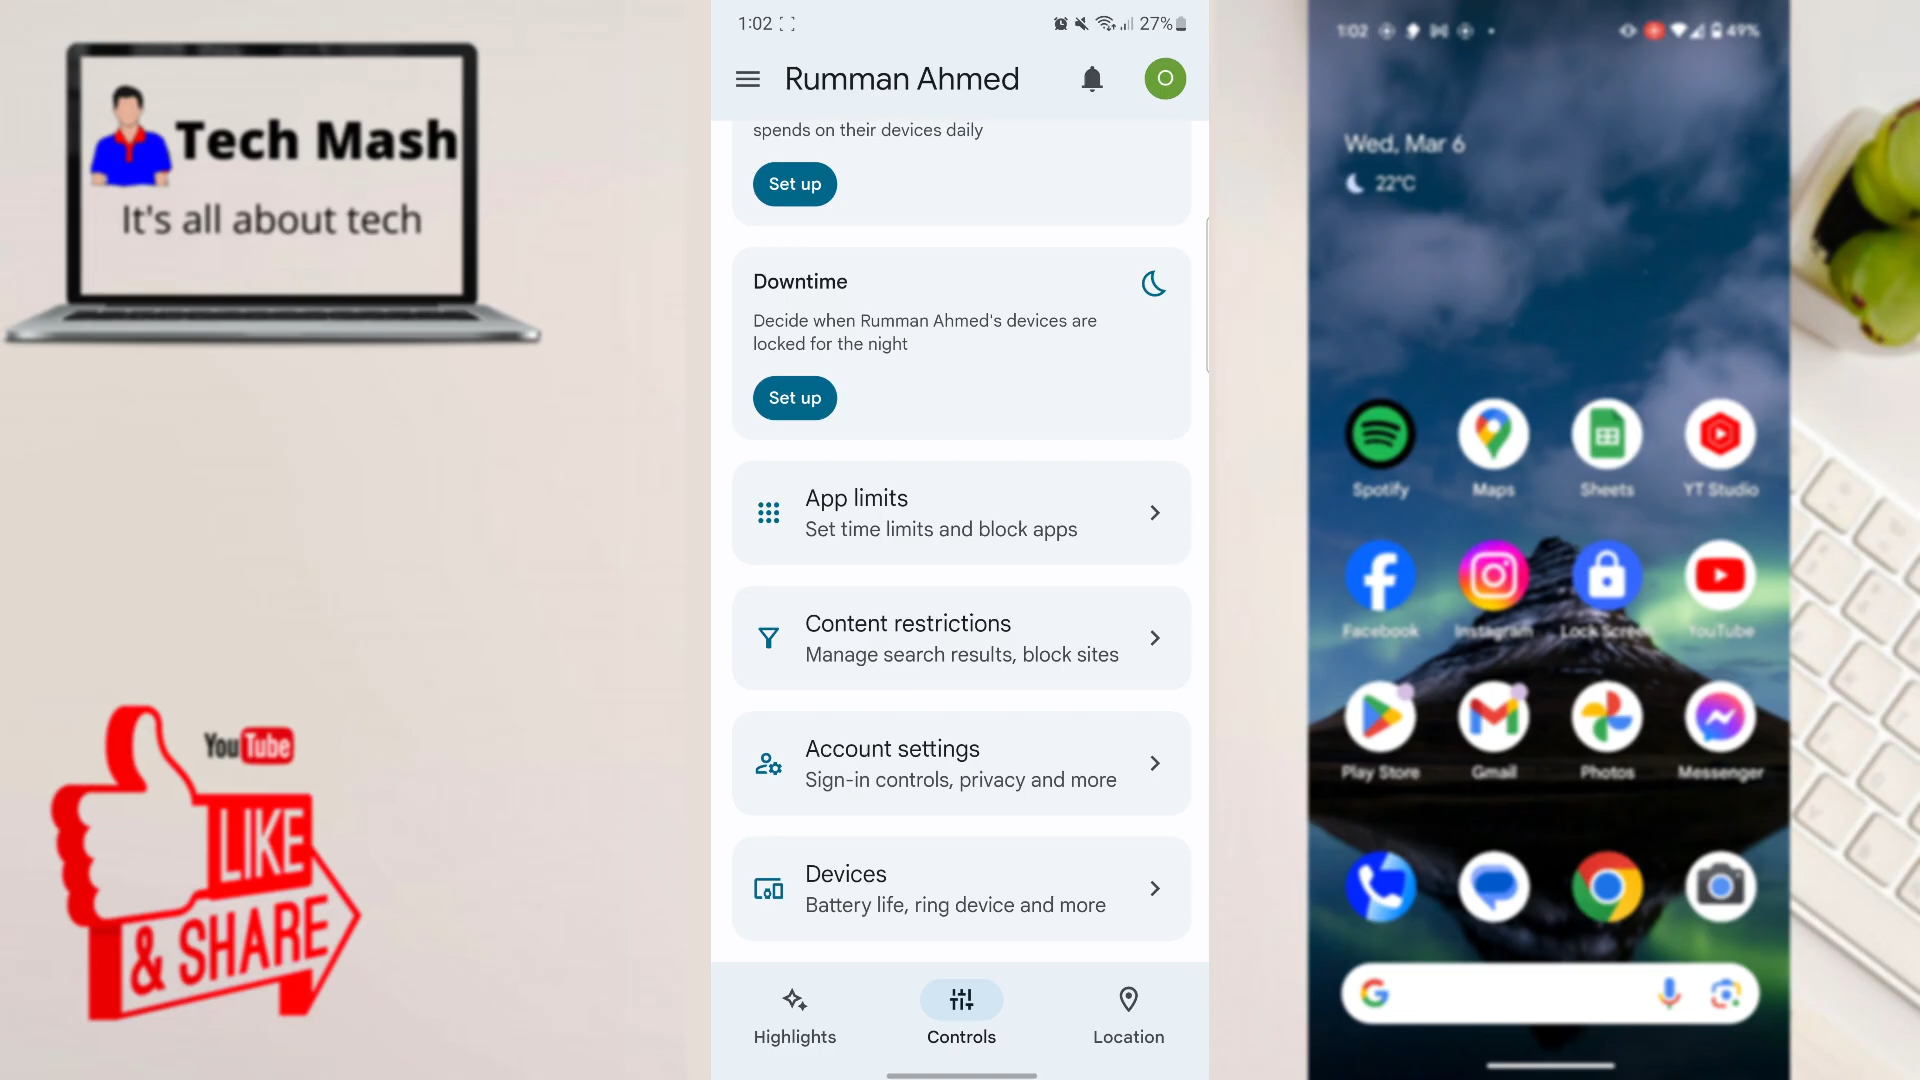 Tech Mash
It's all about tech
YouTube
LIKE
& SHARE
1:02
27%
Rumman Ahmed
O
spends on their devices daily
Set up
Downtime
Decide when Rumman Ahmed's devices are
locked for the night
Set up
App limits
Set time limits and block apps
Content restrictions
Manage search results, block sites
Account settings
Sign-in controls, privacy and more
Devices
Battery life, ring device and more
Highlights
Controls
Location
1:02
49%
Wed, Mar 6
22°C
Spotify
Maps
Sheets
YT Studio
Facebook
Instagram
Lock Screen
YouTube
Play Store
Gmail
Photos
Messenger